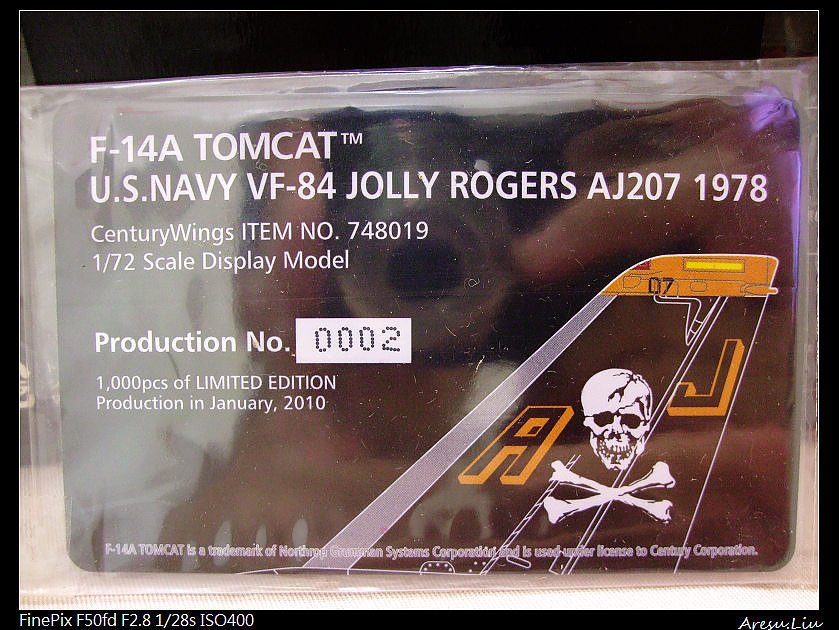 F-14A TOMCAT™
U.S.NAVY VF-84 JOLLY ROGERS AJ207 1978
CenturyWings ITEM NO. 748019
1/72 Scale Display Model
07
Production No. 0002
A J
1,000pcs of LIMITED EDITION
Production in January, 2010
F-14A TOMCAT is a trademark of Northrop Grumman Systems Corporation and is used under license to Century Corporation.
FinePix F50fd F2.8 1/28s ISO400
Aresu.Liu